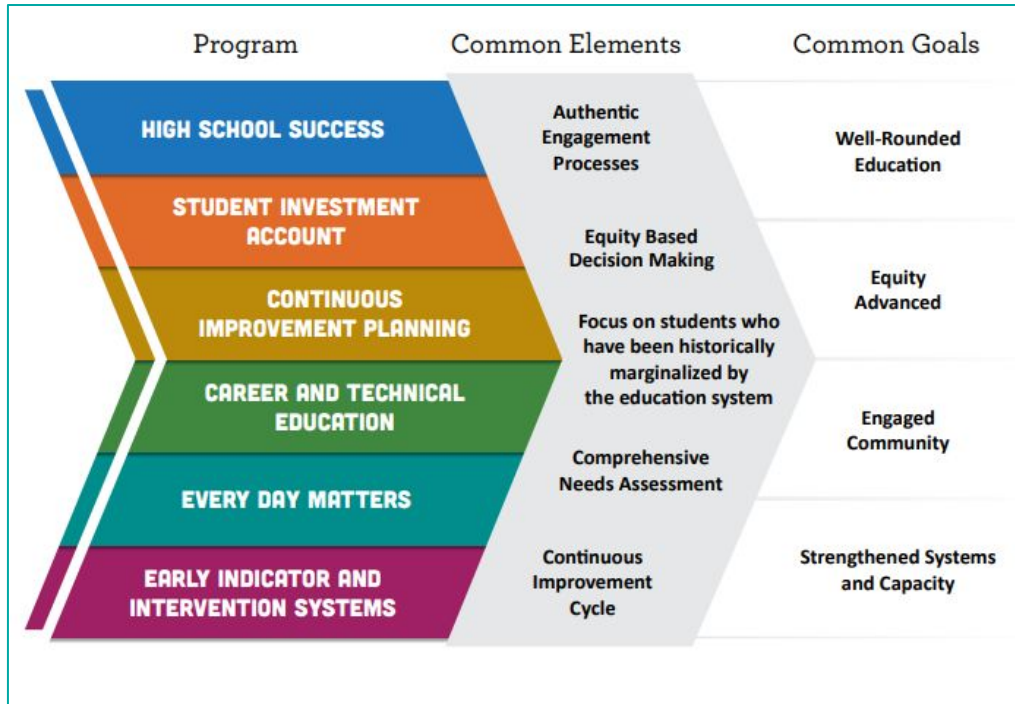 Program
Common Elements
Common Goals
HIGH SCHOOL SUCCESS
STUDENT INVESTMENT
ACCOUNT
CONTINUOUS
IMPROVEMENT PLANNING
CAREER AND TECHNICAL
EDUCATION
EVERY DAY MATTERS
EARLY INDICATOR AND
INTERVENTION SYSTEMS
Authentic
Engagement
Processes
Equity Based
Decision Making
Focus on students who
have been historically
marginalized by
the education system
Comprehensive
Needs Assessment
Continuous
Improvement
Cycle
Well-Rounded
Education
Equity
Advanced
Engaged
Community
Strengthened Systems
and Capacity